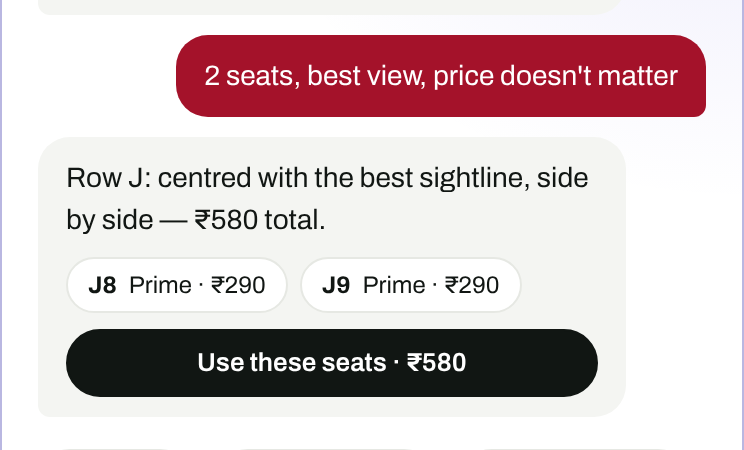 2 seats, best view, price doesn't matter
Row J: centred with the best sightline, side
by side — ₹580 total.
J8 Prime · ₹290 J9 Prime · ₹290
Use these seats · ₹580